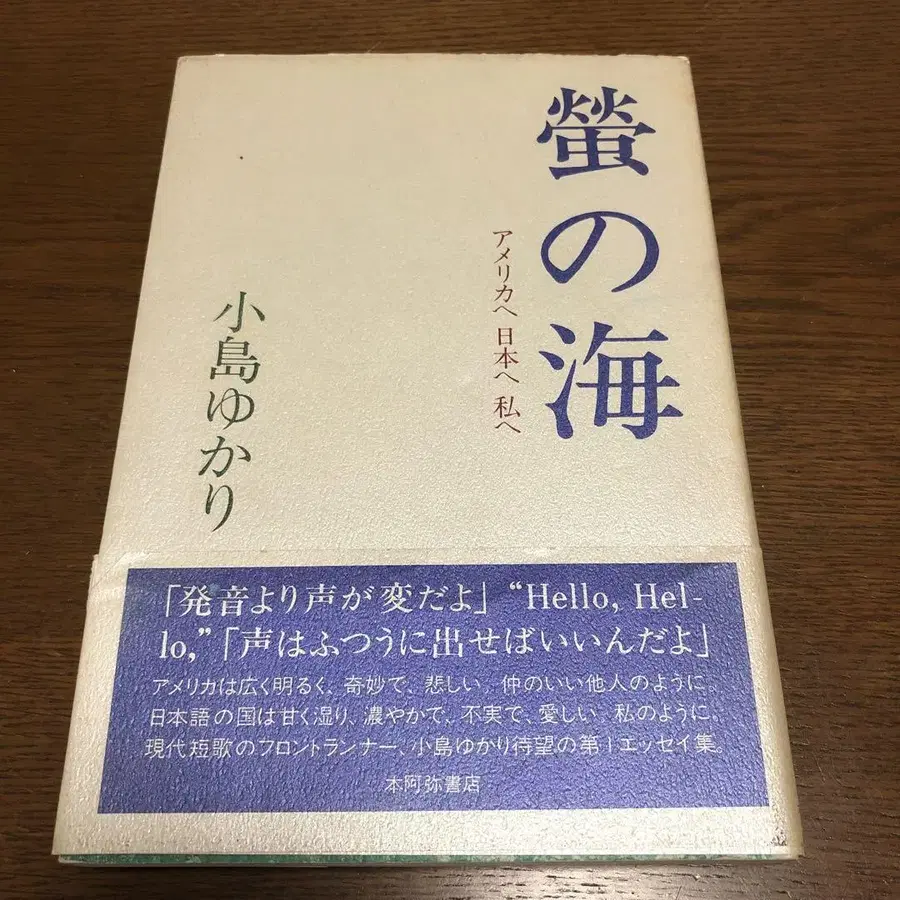 螢の海
アメリカへ 日本へ 私へ
小島ゆかり
「発音より声が変だよ」“Hello, Hel-
lo,”「声はふつうに出せばいいんだよ」
アメリカは広く明るく、奇妙で、悲しい。仲のいい他人のように。
日本語の国は甘く湿り、濃やかで、不実で、愛しい。私のように。
現代短歌のフロントランナー、小島ゆかり待望の第1エッセイ集。
本阿弥書店